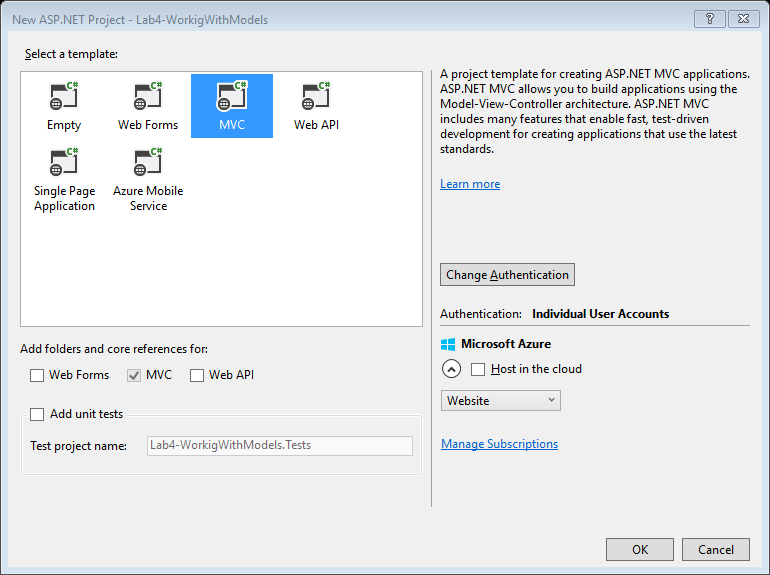 New ASP.NET Project - Lab4-WorkigWithModels
?
Select a template:
C#
Empty
C#
Web Forms
C#
MVC
C#
Web API
C#
Single Page
Application
C#
Azure Mobile
Service
A project template for creating ASP.NET MVC applications.
ASP.NET MVC allows you to build applications using the
Model-View-Controller architecture. ASP.NET MVC
includes many features that enable fast, test-driven
development for creating applications that use the latest
standards.
Learn more
Change Authentication
Authentication: Individual User Accounts
Microsoft Azure
Host in the cloud
Website
Manage Subscriptions
Add folders and core references for:
Web Forms
MVC
Web API
Add unit tests
Test project name: Lab4-WorkigWithModels.Tests
OK
Cancel